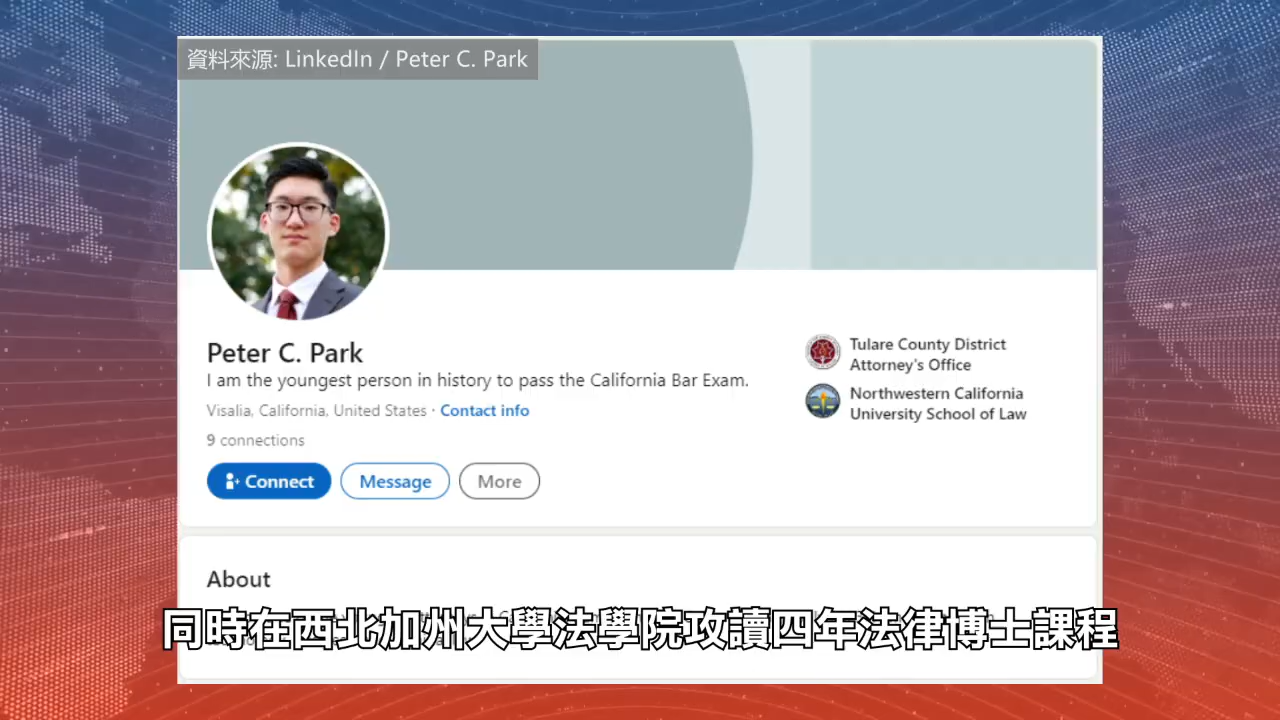 資料來源: LinkedIn / Peter C. Park
Peter C. Park
I am the youngest person in history to pass the California Bar Exam.
Visalia, California, United States · Contact info
9 connections
Connect
Message
More
Tulare County District
Attorney's Office
Northwestern California
University School of Law
About
同時在西北加州大學法學院攻讀四年法律博士課程